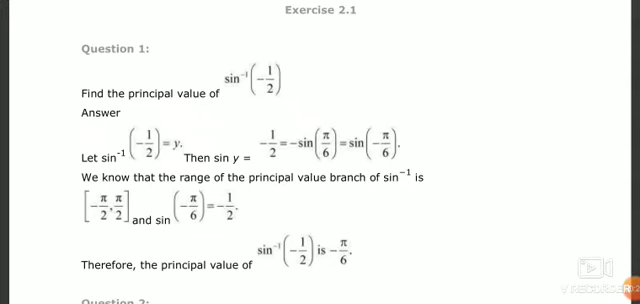 Exercise 2.1
Question 1:
Find the principal value of sin⁻¹(-1/2)
Answer
Let sin⁻¹(-1/2) = y. Then sin y = -1/2 = -sin(π/6) = sin(-π/6).
We know that the range of the principal value branch of sin⁻¹ is
[-π/2, π/2] and sin(-π/6) = -1/2.
Therefore, the principal value of sin⁻¹(-1/2) is -π/6.
Question 2: